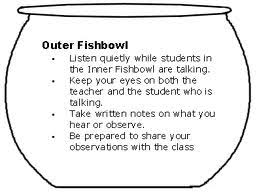 Outer Fishbowl
• Listen quietly while students in
the Inner Fishbowl are talking.
• Keep your eyes on both the
teacher and the student who is
talking.
• Take written notes on what you
hear or observe.
• Be prepared to share your
observations with the class